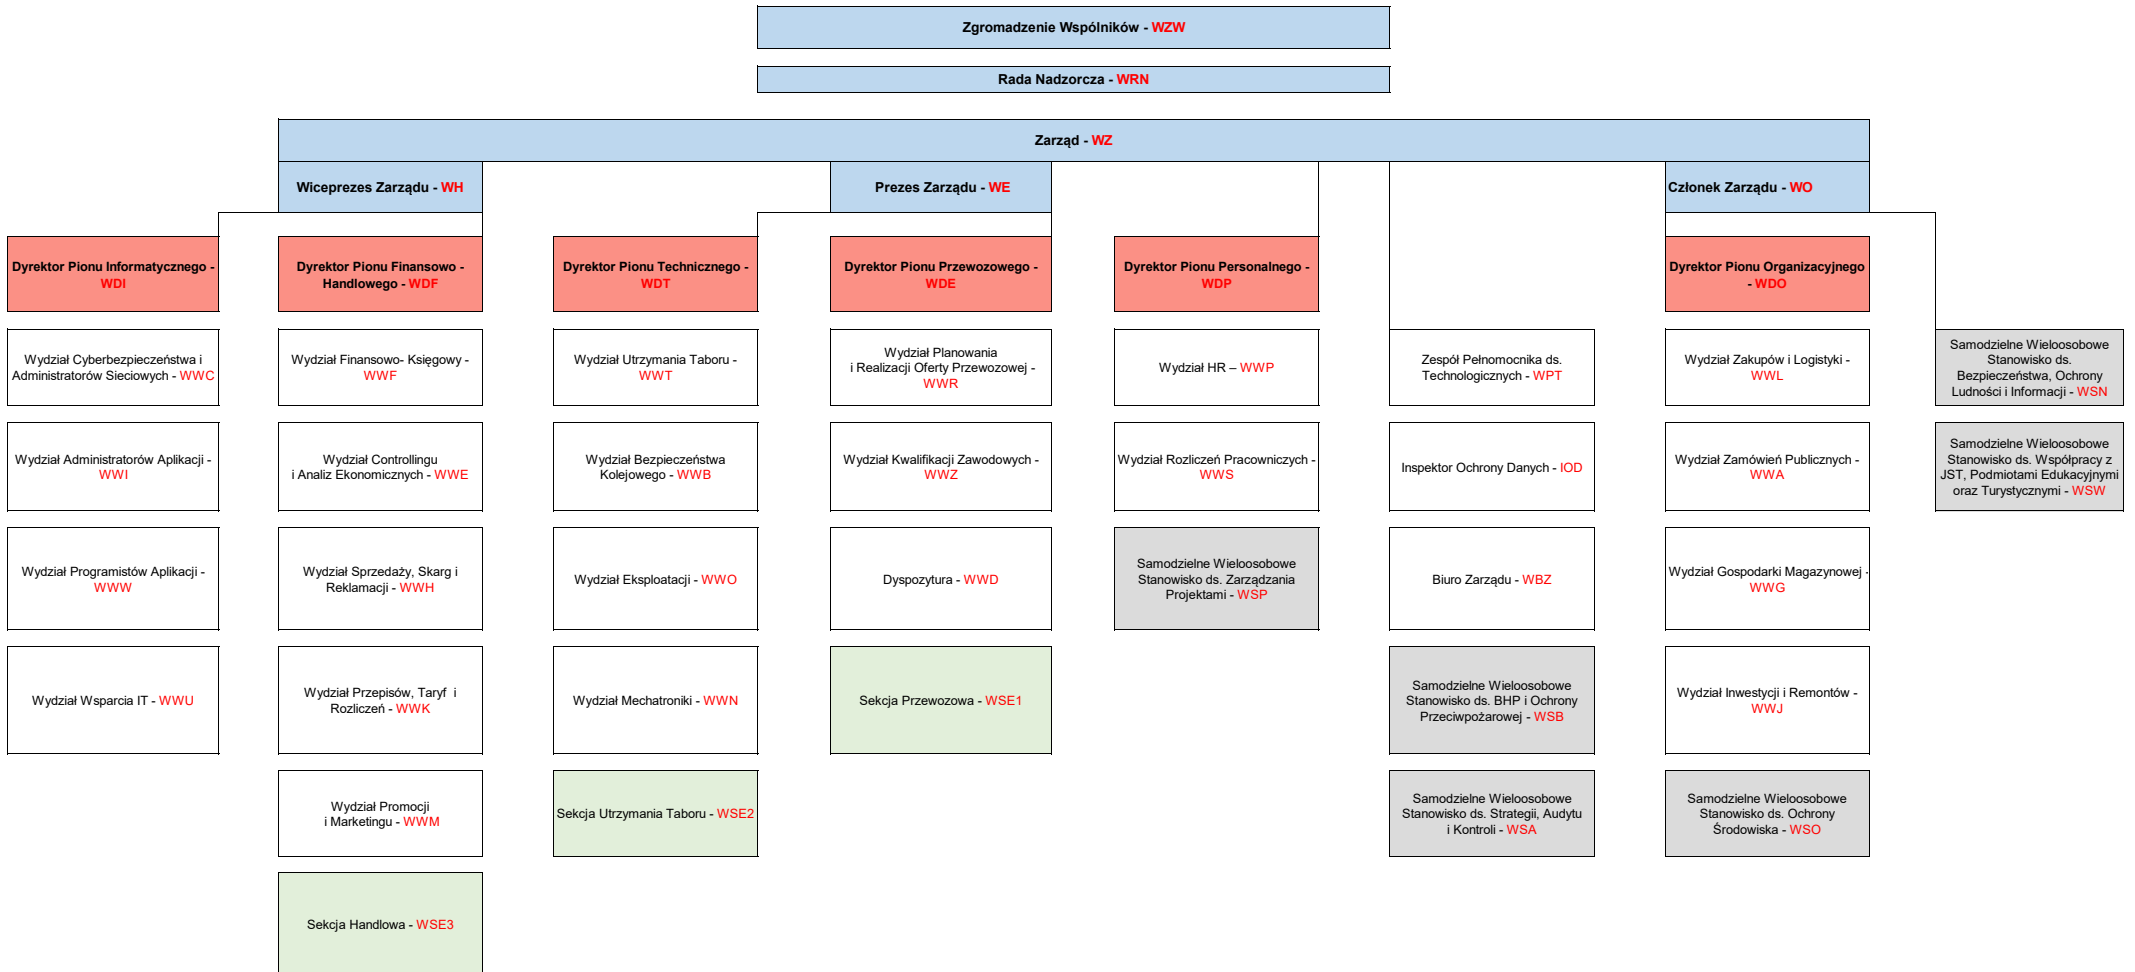 Zgromadzenie Wspólników - WZW
Rada Nadzorcza - WRN
Zarząd - WZ
Wiceprezes Zarządu - WH
Prezes Zarządu - WE
Członek Zarządu - WO
Dyrektor Pionu Informatycznego -
WDI
Dyrektor Pionu Finansowo -
Handlowego - WDF
Dyrektor Pionu Technicznego -
WDT
Dyrektor Pionu Przewozowego -
WDE
Dyrektor Pionu Personalnego -
WDP
Dyrektor Pionu Organizacyjnego
- WDO
Wydział Cyberbezpieczeństwa i
Administratorów Sieciowych - WWC
Wydział Finansowo- Księgowy -
WWF
Wydział Utrzymania Taboru -
WWT
Wydział Planowania
i Realizacji Oferty Przewozowej -
WWR
Wydział HR – WWP
Zespół Pełnomocnika ds.
Technologicznych - WPT
Wydział Zakupów i Logistyki -
WWL
Samodzielne Wieloosobowe
Stanowisko ds.
Bezpieczeństwa, Ochrony
Ludności i Informacji - WSN
Wydział Administratorów Aplikacji -
WWI
Wydział Controllingu
i Analiz Ekonomicznych - WWE
Wydział Bezpieczeństwa
Kolejowego - WWB
Wydział Kwalifikacji Zawodowych -
WWZ
Wydział Rozliczeń Pracowniczych -
WWS
Inspektor Ochrony Danych - IOD
Wydział Zamówień Publicznych -
WWA
Samodzielne Wieloosobowe
Stanowisko ds. Współpracy z
JST, Podmiotami Edukacyjnymi
oraz Turystycznymi - WSW
Wydział Programistów Aplikacji -
WWW
Wydział Sprzedaży, Skarg i
Reklamacji - WWH
Wydział Eksploatacji - WWO
Dyspozytura - WWD
Samodzielne Wieloosobowe
Stanowisko ds. Zarządzania
Projektami - WSP
Biuro Zarządu - WBZ
Wydział Gospodarki Magazynowej -
WWG
Wydział Wsparcia IT - WWU
Wydział Przepisów, Taryf i
Rozliczeń - WWK
Wydział Mechatroniki - WWN
Sekcja Przewozowa - WSE1
Samodzielne Wieloosobowe
Stanowisko ds. BHP i Ochrony
Przeciwpożarowej - WSB
Wydział Inwestycji i Remontów -
WWJ
Wydział Promocji
i Marketingu - WWM
Sekcja Utrzymania Taboru - WSE2
Samodzielne Wieloosobowe
Stanowisko ds. Strategii, Audytu
i Kontroli - WSA
Samodzielne Wieloosobowe
Stanowisko ds. Ochrony
Środowiska - WSO
Sekcja Handlowa - WSE3